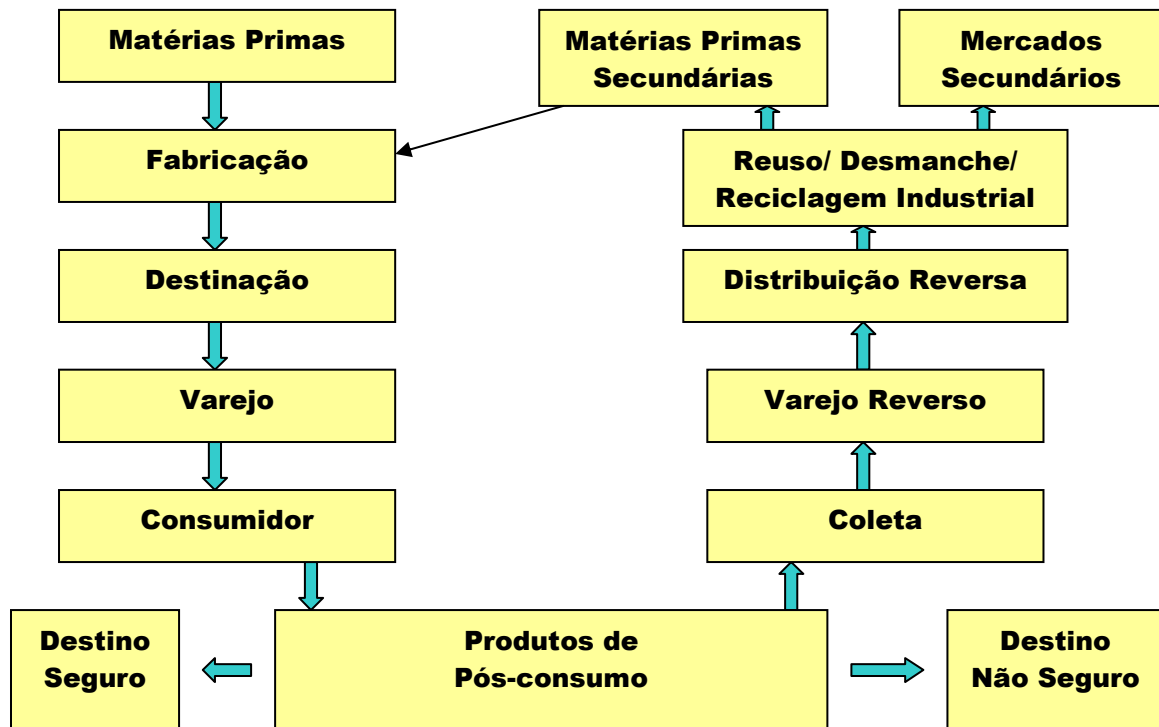 Matérias Primas
Matérias Primas
Secundárias
Mercados
Secundários
Fabricação
Reuso/ Desmanche/
Reciclagem Industrial
Destinação
Distribuição Reversa
Varejo
Varejo Reverso
Consumidor
Coleta
Destino
Seguro
Produtos de
Pós-consumo
Destino
Não Seguro